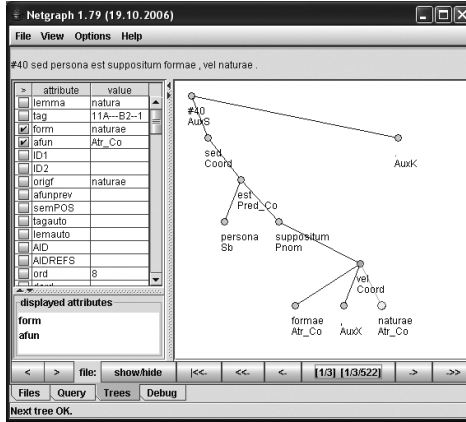 Netgraph 1.79 (19.10.2006)
File View Options Help
#40 sed persona est suppositum formae , vel naturae .
> attribute value
lemma natura
tag 11A---B2--1
form naturae
afun Atr_Co
ID1
ID2
origf naturae
afunprev
semPOS
tagauto
lemauto
AID
AIDREFS
ord 8
displayed attributes
form
afun
#40
AuxS
sed
Coord
.
AuxK
est
Pred_Co
persona
Sb
suppositum
Pnom
vel
Coord
formae
Atr_Co
,
AuxX
naturae
Atr_Co
< > file: show/hide |<<- <<- <- [1/3] [1/3/522] -> ->>
Files Query Trees Debug
Next tree OK.